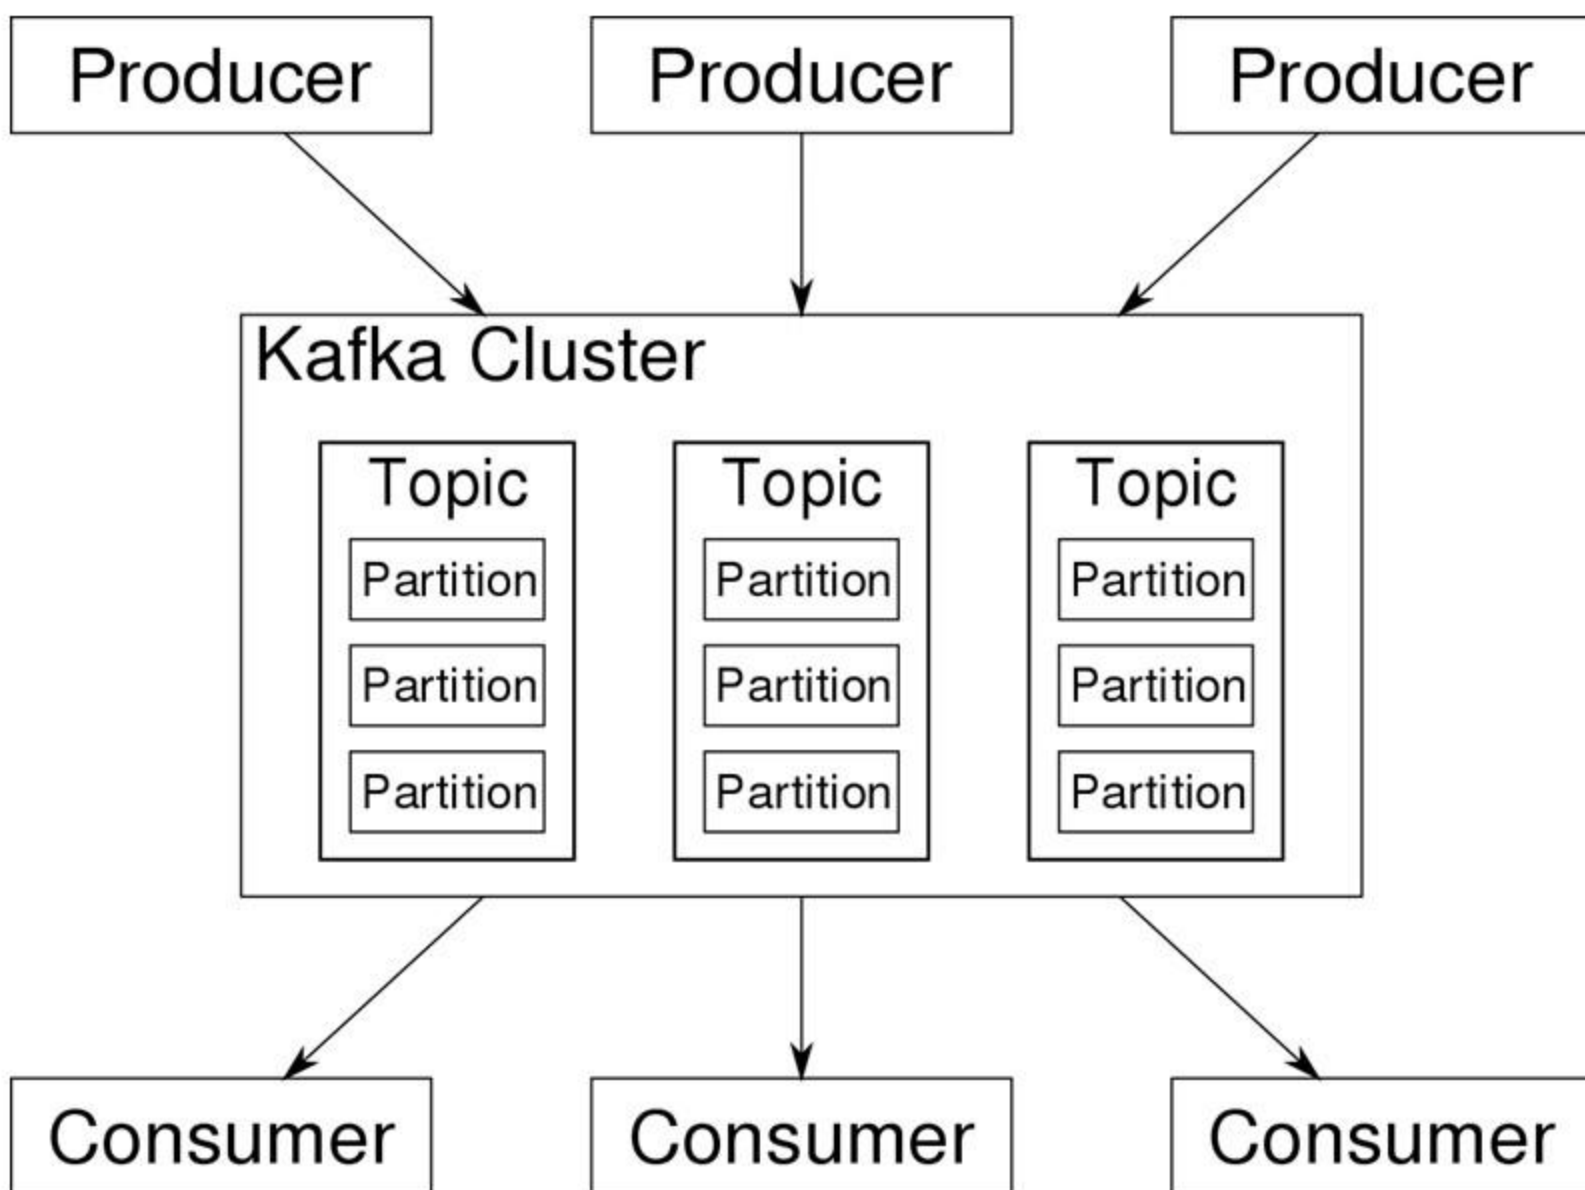 Producer Producer Producer
Kafka Cluster
Topic Topic Topic
Partition Partition Partition
Partition Partition Partition
Partition Partition Partition
Consumer Consumer Consumer